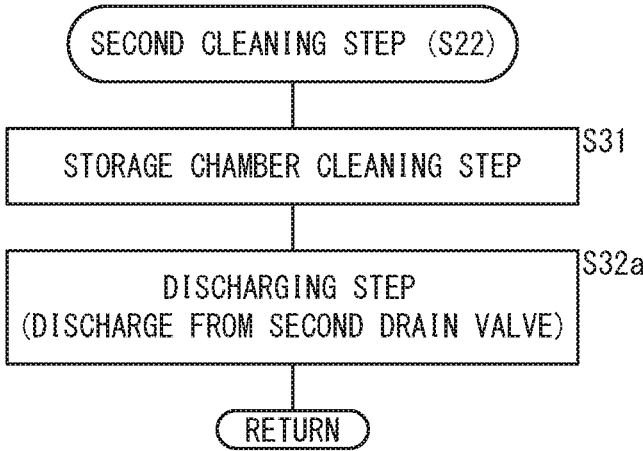 SECOND CLEANING STEP (S22)
S31
STORAGE CHAMBER CLEANING STEP
S32a
DISCHARGING STEP
(DISCHARGE FROM SECOND DRAIN VALVE)
RETURN